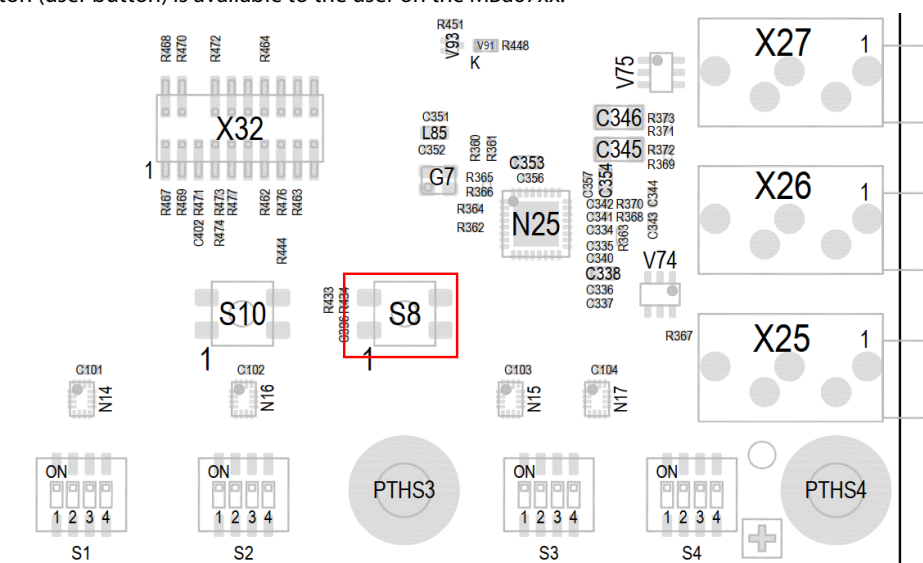 ton (user button) is available to the user on the MBa67xx.
R468
R470
R472
R464
R451
V93
V91
R448
K
V75
X27
1
X32
1
C351
L85
C352
R360
R361
G7
R365
R366
R364
R362
C353
C356
N25
C346
R373
R371
C345
R372
R369
C357
C354
C344
C342
R370
C341
R368
C343
C334
R363
C335
C340
C338
C336
C337
V74
X26
1
R467
R469
R471
R473
R477
R462
R476
R463
C402
R474
R444
S10
1
R433
R434
C396
S8
1
R367
X25
1
C101
N14
C102
N16
C103
N15
C104
N17
ON
1 2 3 4
S1
ON
1 2 3 4
S2
PTHS3
ON
1 2 3 4
S3
ON
1 2 3 4
S4
PTHS4